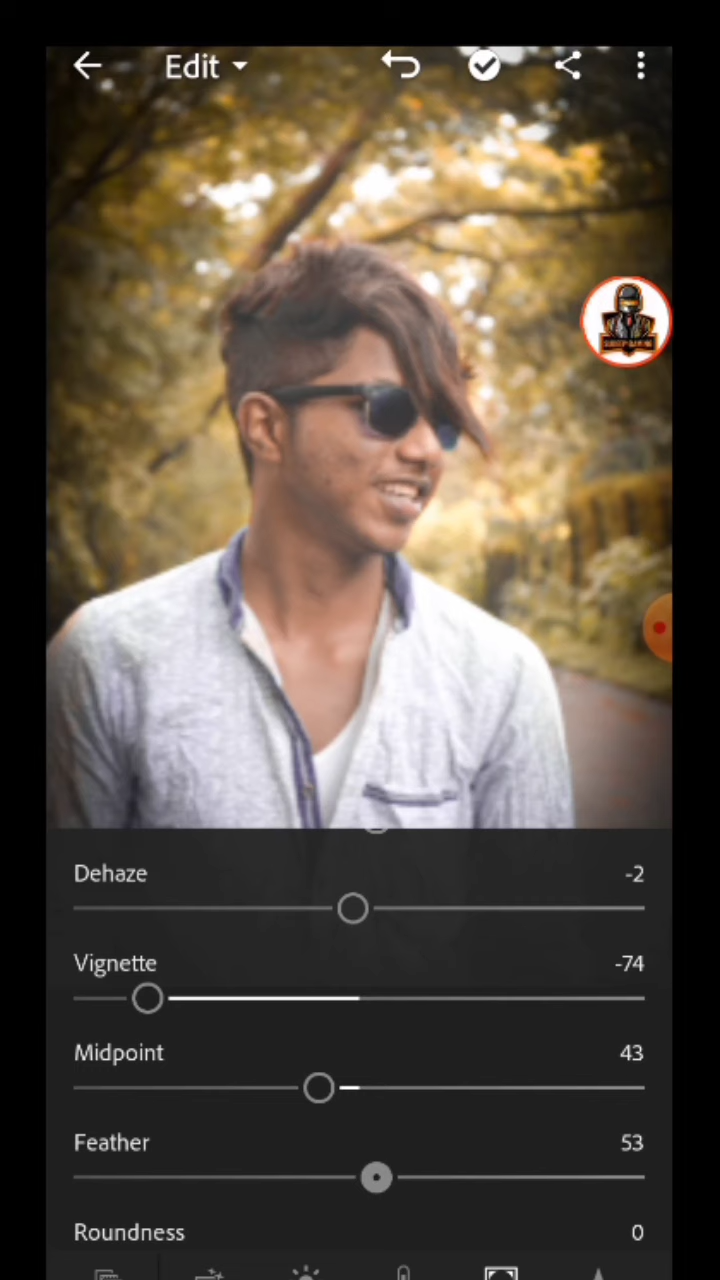 Edit
Dehaze -2
Vignette -74
Midpoint 43
Feather 53
Roundness 0